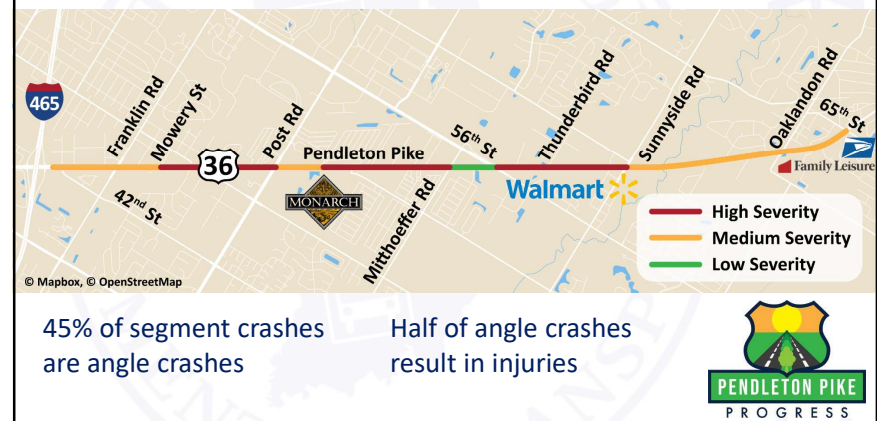 465
Franklin Rd
Mowery St
42nd St
36
Post Rd
Pendleton Pike
MONARCH
Mitthoeffer Rd
56th St
Thunderbird Rd
Walmart
Sunnyside Rd
Oaklandon Rd
65th St
Family Leisure
High Severity
Medium Severity
Low Severity
© Mapbox, © OpenStreetMap
45% of segment crashes
are angle crashes
Half of angle crashes
result in injuries
PENDLETON PIKE
PROGRESS